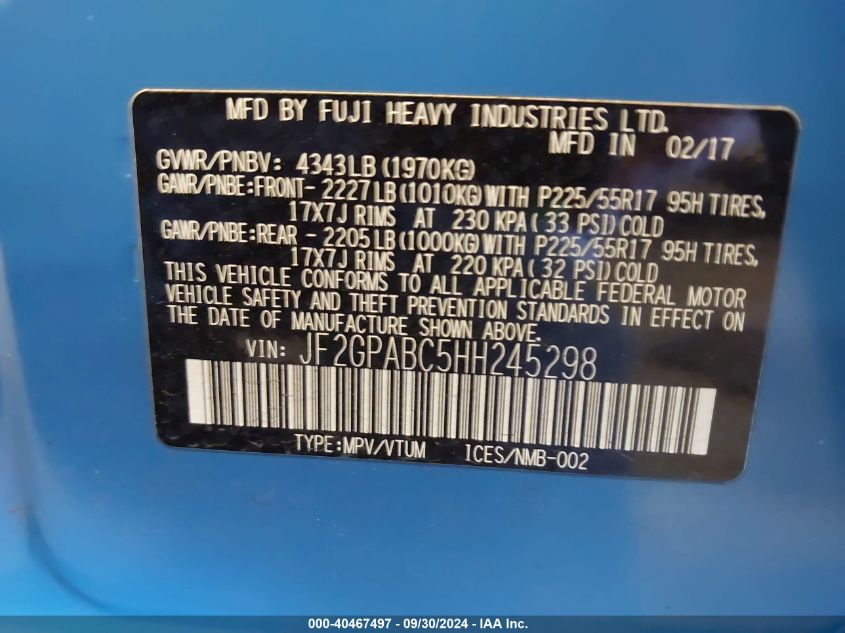 MFD BY FUJI HEAVY INDUSTRIES LTD.
MFD IN 02/17
GVWR/PNBV: 4343LB(1970KG)
GAWR/PNBE:FRONT- 2227LB(1010KG)WITH P225/55R17 95H TIRES,
17X7J RIMS AT 230 KPA( 33 PSI)COLD
GAWR/PNBE:REAR - 2205LB(1000KG)WITH P225/55R17 95H TIRES,
17X7J RIMS AT 220 KPA( 32 PSI)COLD
THIS VEHICLE CONFORMS TO ALL APPLICABLE FEDERAL MOTOR
VEHICLE SAFETY AND THEFT PREVENTION STANDARDS IN EFFECT ON
THE DATE OF MANUFACTURE SHOWN ABOVE.
VIN: JF2GPABC5HH245298
TYPE:MPV/VTUM ICES/NMB-002
000-40467497 - 09/30/2024 - IAA Inc.